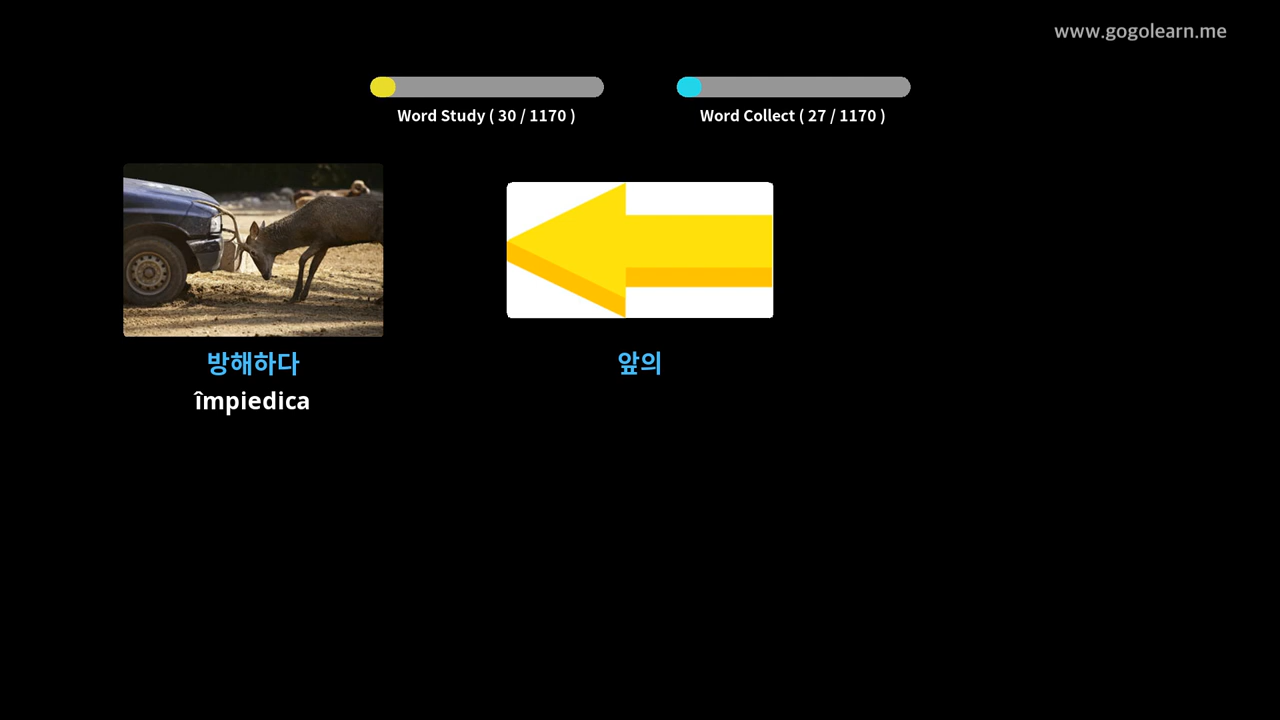 www.gogolearn.me
Word Study ( 30 / 1170 )
Word Collect ( 27 / 1170 )
방해하다
앞의
împiedica